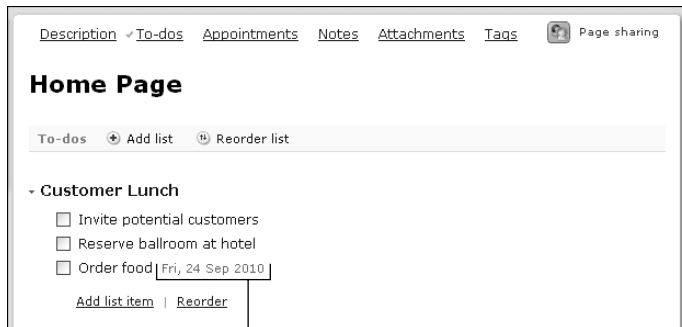 Description To-dos Appointments Notes Attachments Tags Page sharing
Home Page
To-dos Add list Reorder list
Customer Lunch
Invite potential customers
Reserve ballroom at hotel
Order food Fri, 24 Sep 2010
Add list item | Reorder